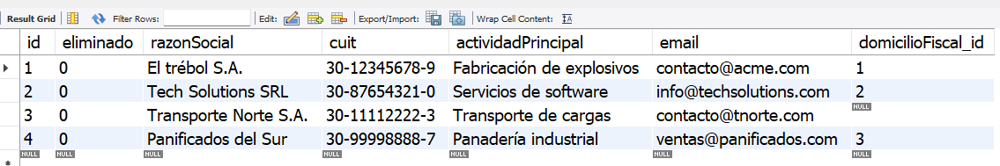 Result Grid Filter Rows: Edit: Export/Import: Wrap Cell Content: IA
id eliminado razonSocial cuit actividadPrincipal email domicilioFiscal_id
1 0 El trébol S.A. 30-12345678-9 Fabricación de explosivos contacto@acme.com 1
2 0 Tech Solutions SRL 30-87654321-0 Servicios de software info@techsolutions.com 2
3 0 Transporte Norte S.A. 30-11112222-3 Transporte de cargas contacto@tnorte.com NULL
4 0 Panificados del Sur 30-99998888-7 Panadería industrial ventas@panificados.com 3
NULL NULL NULL NULL NULL NULL NULL